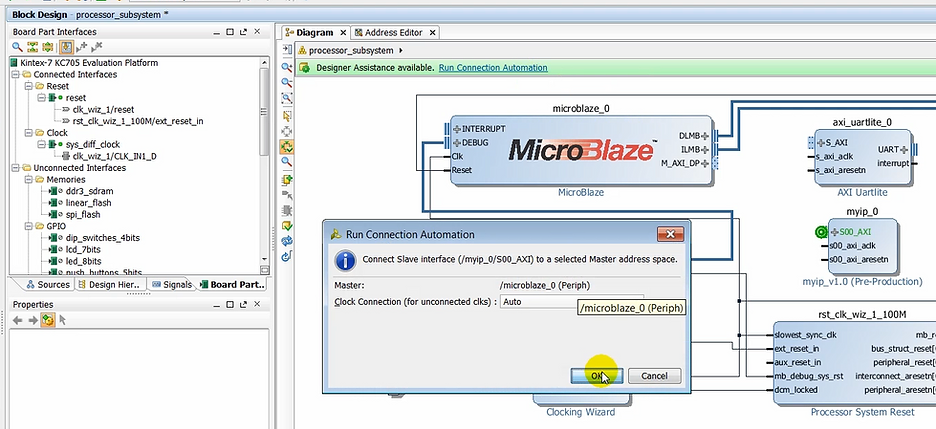 Block Design - processor_subsystem *
Board Part Interfaces
Kintex-7 KC705 Evaluation Platform
Connected Interfaces
Reset
reset
clk_wiz_1/reset
rst_clk_wiz_1_100M/ext_reset_in
Clock
sys_diff_clock
clk_wiz_1/CLK_IN1_D
Unconnected Interfaces
Memories
ddr3_sdram
linear_flash
spi_flash
GPIO
dip_switches_4bits
lcd_7bits
led_8bits
push_buttons_5bits
Sources
Design Hier...
Signals
Board Part...
Properties
Diagram
Address Editor
processor_subsystem
Designer Assistance available. Run Connection Automation
microblaze_0
INTERRUPT
DEBUG
Clk
Reset
MicroBlaze™
DLMB
ILMB
M_AXI_DP
MicroBlaze
axi_uartlite_0
S_AXI
s_axi_aclk
s_axi_aresetn
UART
interrupt
AXI Uartlite
myip_0
S00_AXI
s00_axi_aclk
s00_axi_aresetn
myip_v1.0 (Pre-Production)
Run Connection Automation
Connect Slave interface (/myip_0/S00_AXI) to a selected Master address space.
Master: /microblaze_0 (Periph)
Clock Connection (for unconnected clks) : Auto
/microblaze_0 (Periph)
OK
Cancel
Clocking Wizard
rst_clk_wiz_1_100M
slowest_sync_clk
ext_reset_in
aux_reset_in
mb_debug_sys_rst
dcm_locked
mb_r
bus_struct_reset[
peripheral_reset[
interconnect_aresetn[
peripheral_aresetn[
Processor System Reset